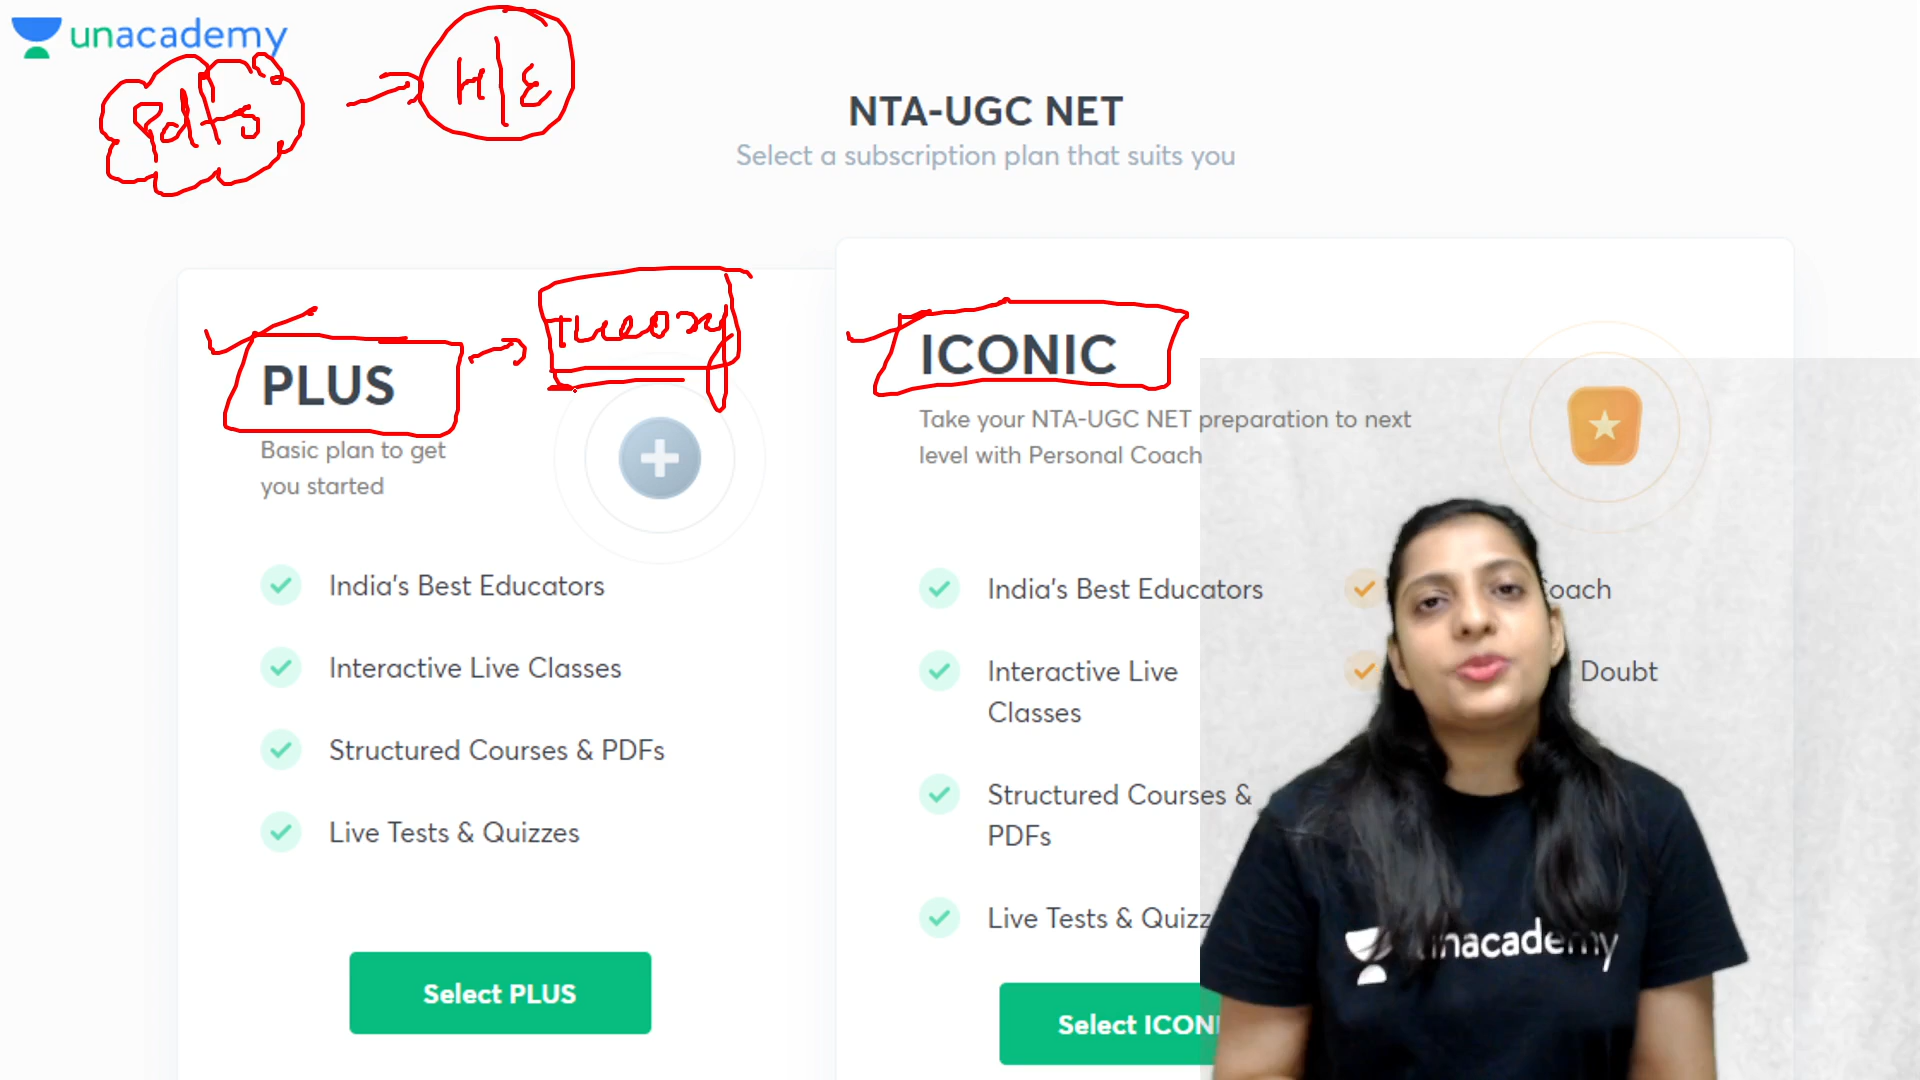 unacademy
Pdfs → H|E
NTA-UGC NET
Select a subscription plan that suits you
PLUS → Theory
Basic plan to get
you started
India's Best Educators
Interactive Live Classes
Structured Courses & PDFs
Live Tests & Quizzes
Select PLUS
ICONIC
Take your NTA-UGC NET preparation to next
level with Personal Coach
India's Best Educators
Interactive Live
Classes
Structured Courses &
PDFs
Live Tests & Quizz
Select ICON
oach
Doubt
unacademy